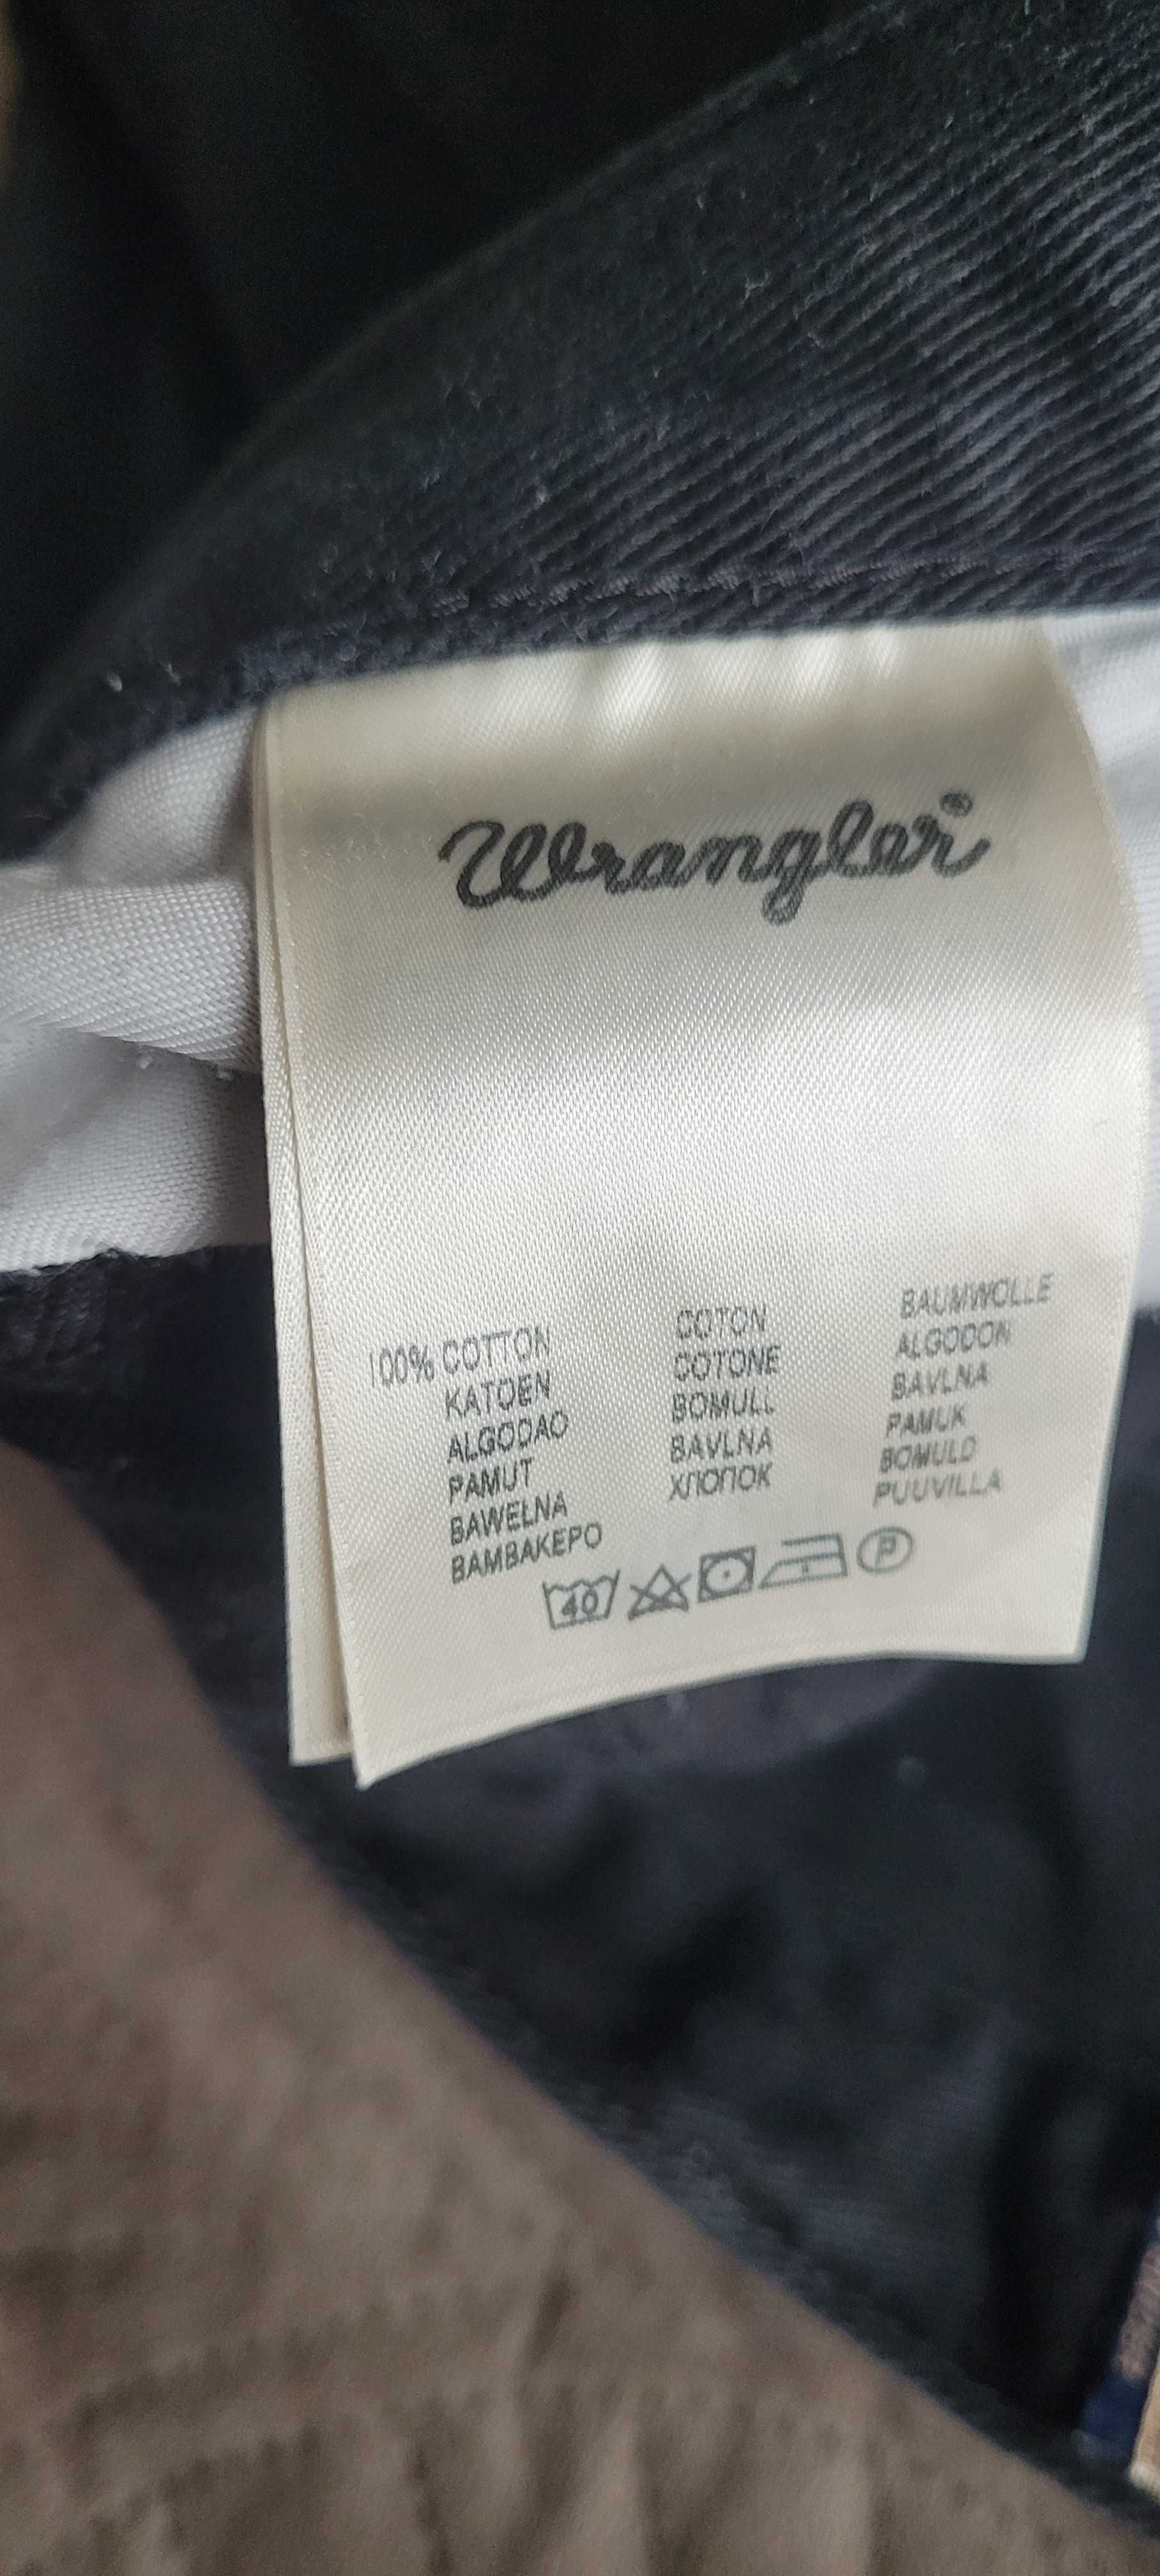 Wrangler®
100% COTTON
KATOEN
ALGODAO
PAMUT
BAWEŁNA
BAMBAKEPO
COTON
COTONE
BOMULL
BAVLNA
ХЛОПОК
BAUMWOLLE
ALGODON
BAVLNA
PAMUK
BOMULD
PUUVILLA
40 P